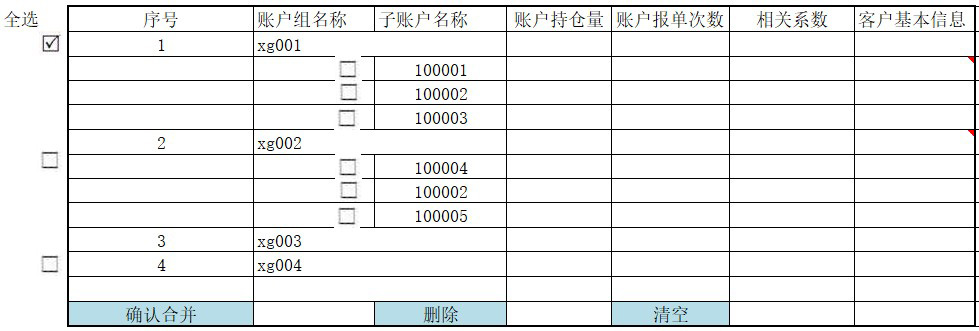 全选
序号 账户组名称 子账户名称 账户持仓量 账户报单次数 相关系数 客户基本信息
1 xg001
100001
100002
100003
2 xg002
100004
100002
100005
3 xg003
4 xg004
确认合并 删除 清空